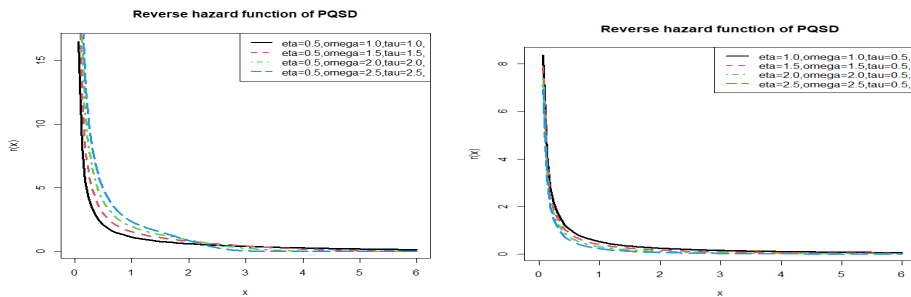 Reverse hazard function of PQSD
eta=0.5,omega=1.0,tau=1.0,
eta=0.5,omega=1.5,tau=1.5,
eta=0.5,omega=2.0,tau=2.0,
eta=0.5,omega=2.5,tau=2.5,
r(x)
15
10
5
0
0 1 2 3 4 5 6
x
Reverse hazard function of PQSD
eta=1.0,omega=1.0,tau=0.5,
eta=1.5,omega=1.5,tau=0.5,
eta=2.0,omega=2.0,tau=0.5,
eta=2.5,omega=2.5,tau=0.5,
r(x)
8
6
4
2
0
0 1 2 3 4 5 6
x